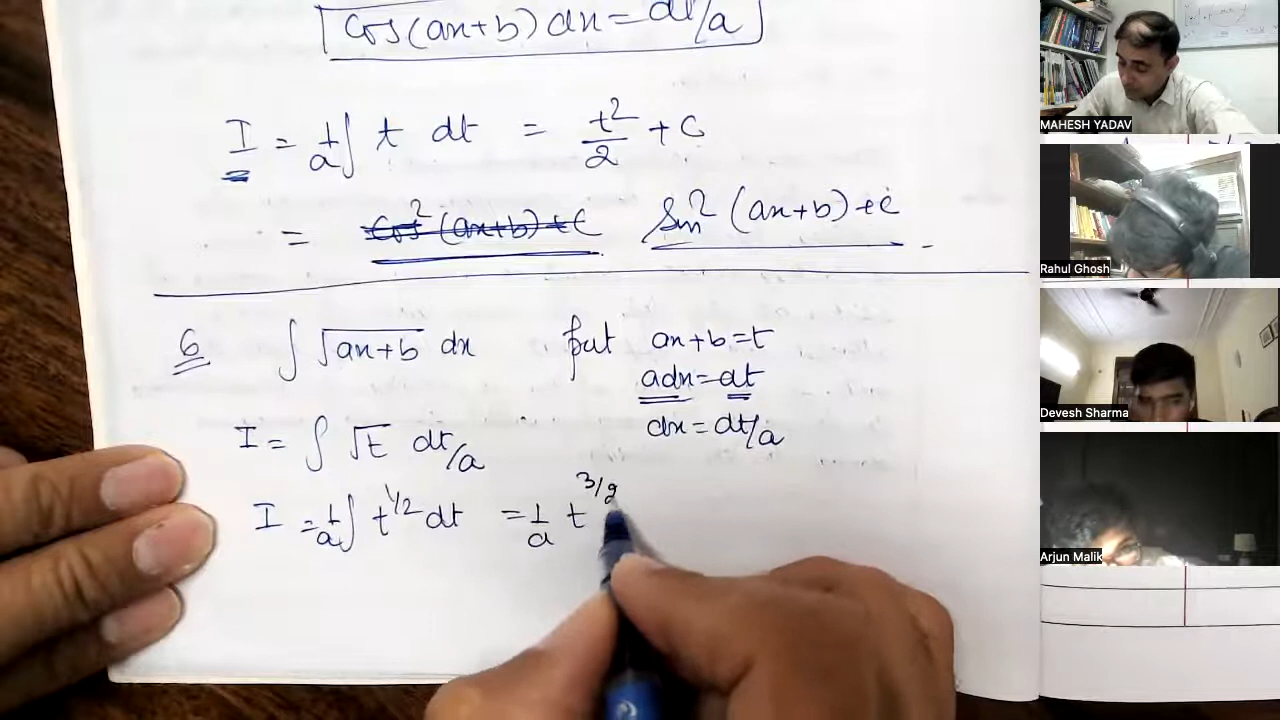 Cos(ax+b) dx = dt/a
I = 1/a ∫ t dt = t²/2 + C
= Cos²(ax+b)+C Sin²(ax+b)+c
6 ∫ √ax+b dx put ax+b=t
adx=dt
dx=dt/a
I = ∫ √t dt/a
I = 1/a ∫ t^1/2 dt = 1/a t^3/2
MAHESH YADAV
Rahul Ghosh
Devesh Sharma
Arjun Malik